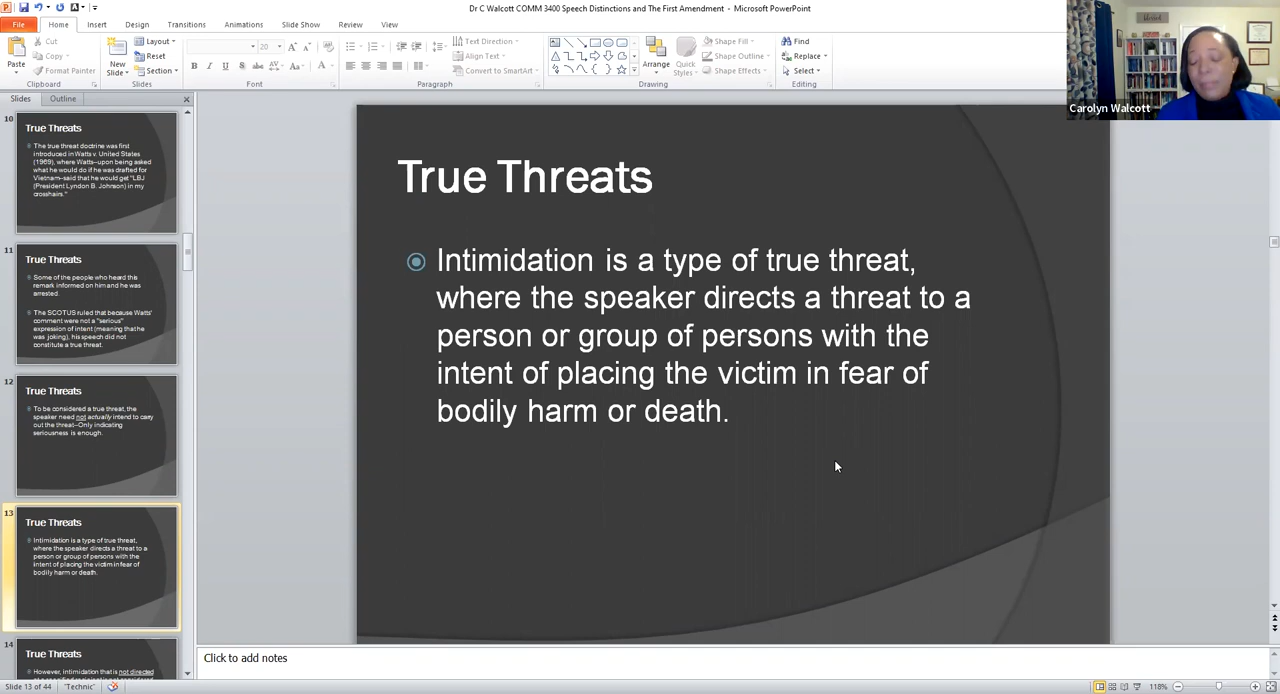 Dr C Walcott COMM 3400 Speech Distinctions and The First Amendment - Microsoft PowerPoint
File Home Insert Design Transitions Animations Slide Show Review View
Paste
Cut
Copy
Format Painter
Clipboard
New
Slide
Layout
Reset
Section
Slides
20
Font
Paragraph
Text Direction
Align Text
Convert to SmartArt
Arrange
Quick
Styles
Shape Fill
Shape Outline
Shape Effects
Drawing
Find
Replace
Select
Editing
Carolyn Walcott
Slides Outline
10
True Threats
The true threat doctrine was first
introduced in Watts v. United States
(1969), where Watts–upon being asked
what he would do if he was drafted for
Vietnam–said that he would get "LBJ
(President Lyndon B. Johnson) in my
crosshairs."
11
True Threats
Some of the people who heard this
remark informed on him and he was
arrested.
The SCOTUS ruled that because Watts'
comment were not a "serious"
expression of intent (meaning that he
was joking), his speech did not
constitute a true threat.
12
True Threats
To be considered a true threat, the
speaker need not actually intend to carry
out the threat–Only indicating
seriousness is enough.
13
True Threats
Intimidation is a type of true threat,
where the speaker directs a threat to a
person or group of persons with the
intent of placing the victim in fear of
bodily harm or death.
14
True Threats
However, intimidation that is not directed
True Threats
Intimidation is a type of true threat,
where the speaker directs a threat to a
person or group of persons with the
intent of placing the victim in fear of
bodily harm or death.
Click to add notes
Slide 13 of 44 "Technic" 118%